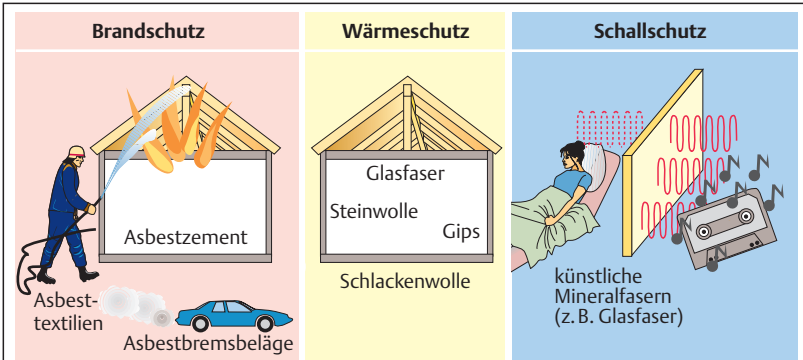 Brandschutz
Asbestzement
Asbest-
textilien
Asbestbremsbeläge
Wärmeschutz
Glasfaser
Steinwolle
Gips
Schlackenwolle
Schallschutz
künstliche
Mineralfasern
(z. B. Glasfaser)